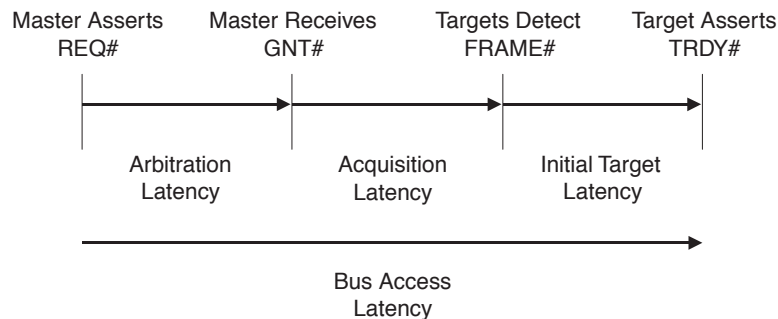 Master Asserts
REQ#
Master Receives
GNT#
Targets Detect
FRAME#
Target Asserts
TRDY#
Arbitration
Latency
Acquisition
Latency
Initial Target
Latency
Bus Access
Latency